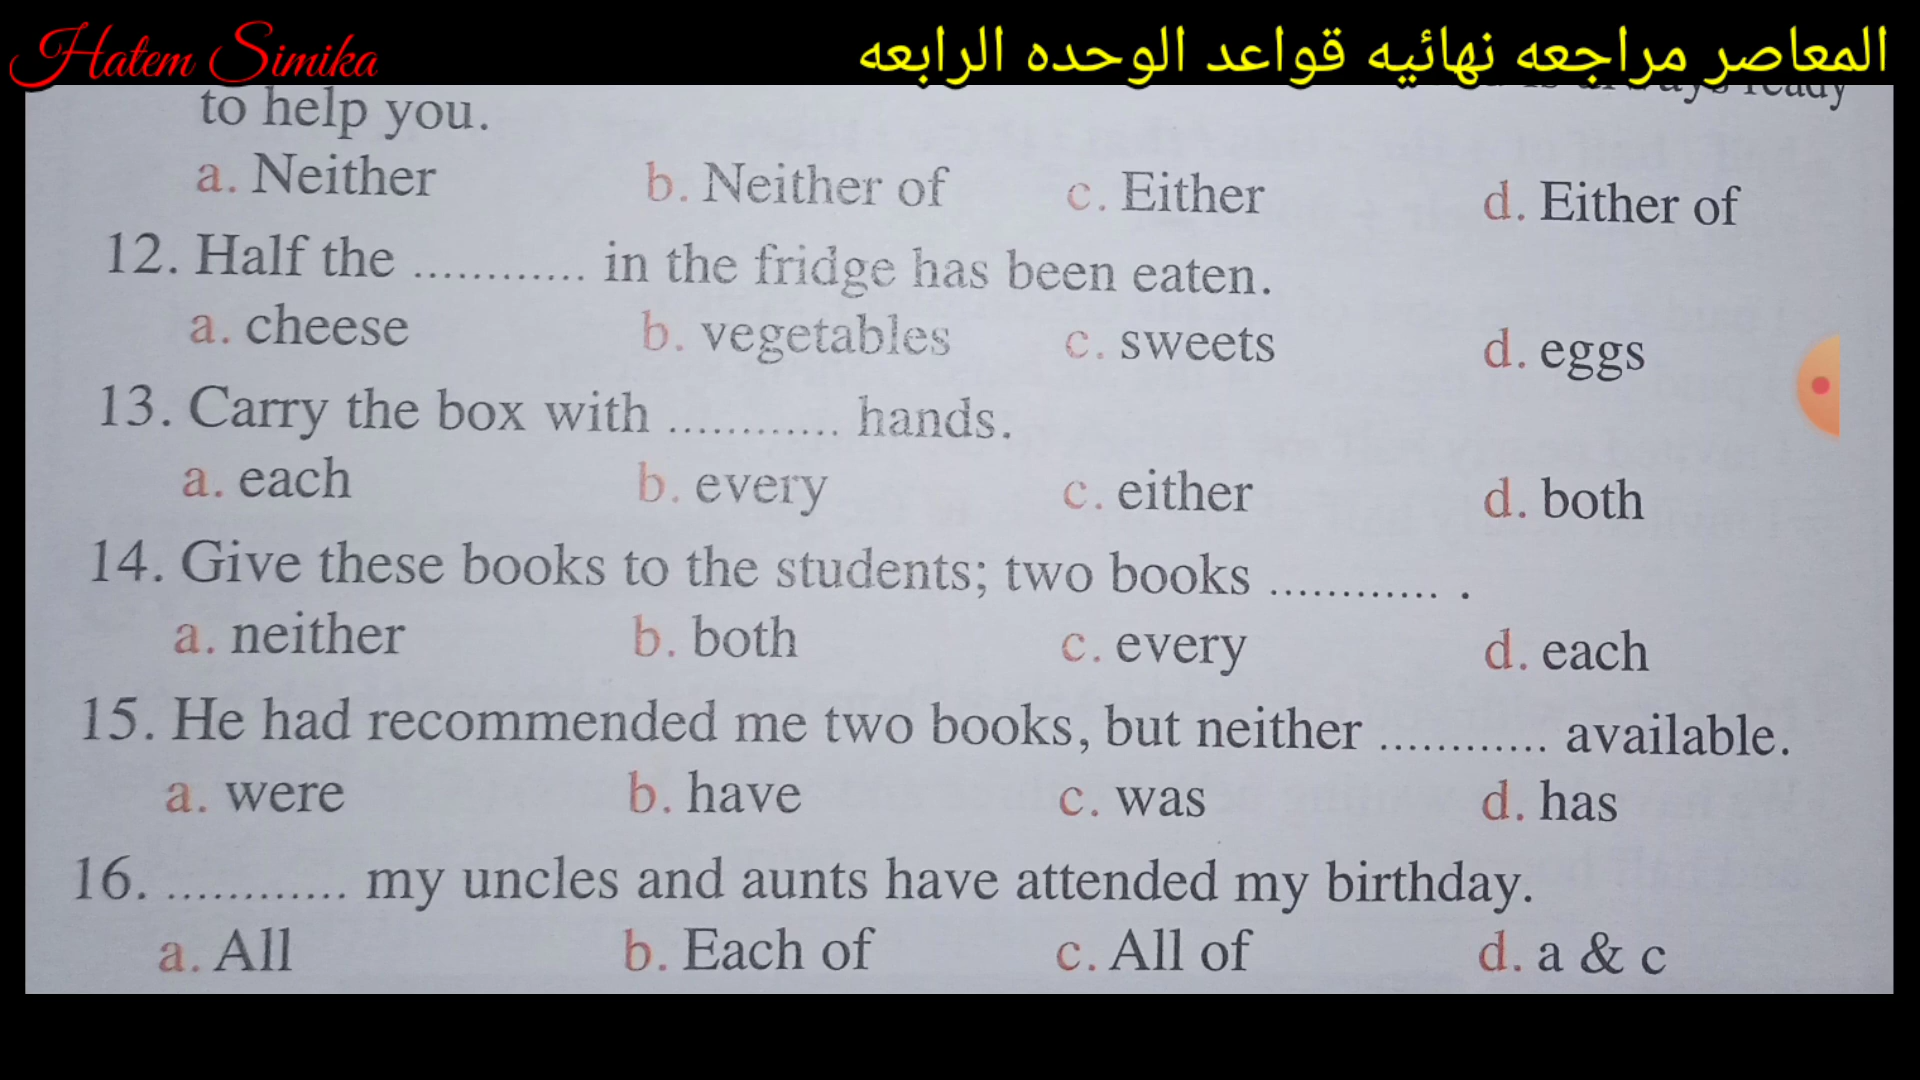 Hatem Simika
المعاصر مراجعه نهائيه قواعد الوحده الرابعه
ready
to help you.
a. Neither b. Neither of c. Either d. Either of
12. Half the ............ in the fridge has been eaten.
a. cheese b. vegetables c. sweets d. eggs
13. Carry the box with ............ hands.
a. each b. every c. either d. both
14. Give these books to the students; two books ............ .
a. neither b. both c. every d. each
15. He had recommended me two books, but neither ............ available.
a. were b. have c. was d. has
16. ............ my uncles and aunts have attended my birthday.
a. All b. Each of c. All of d. a & c